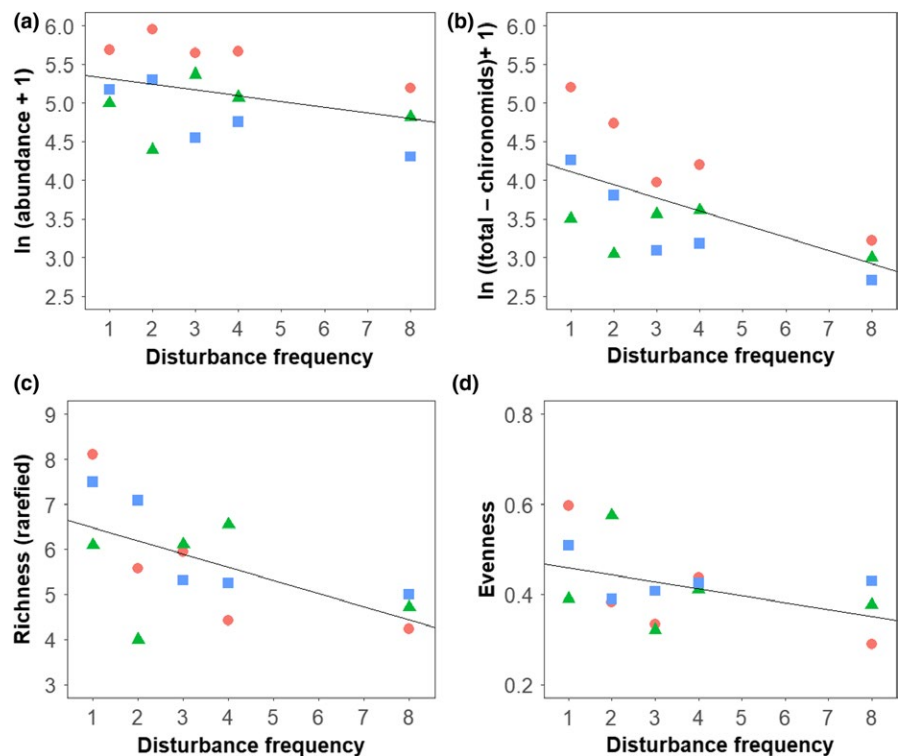 (a)
ln (abundance + 1)
6.0
5.5
5.0
4.5
4.0
3.5
3.0
2.5
1 2 3 4 5 6 7 8
Disturbance frequency
(b)
ln ((total – chironomids)+ 1)
6.0
5.5
5.0
4.5
4.0
3.5
3.0
2.5
1 2 3 4 5 6 7 8
Disturbance frequency
(c)
Richness (rarefied)
9
8
7
6
5
4
3
1 2 3 4 5 6 7 8
Disturbance frequency
(d)
Evenness
0.8
0.6
0.4
0.2
1 2 3 4 5 6 7 8
Disturbance frequency